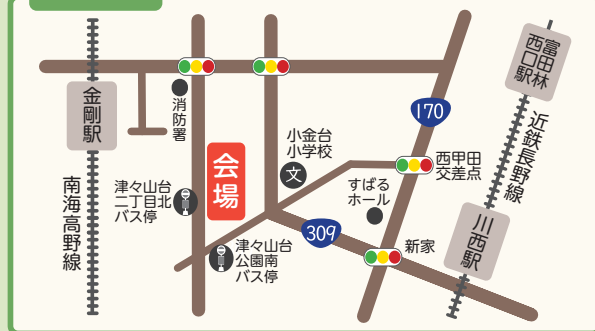 金剛駅
南海高野線
消防署
会場
津々山台
二丁目北
バス停
小金台
小学校
文
津々山台
公園南
バス停
309
すばる
ホール
170
西甲田
交差点
新家
富田林
西口駅
近鉄長野線
川西駅